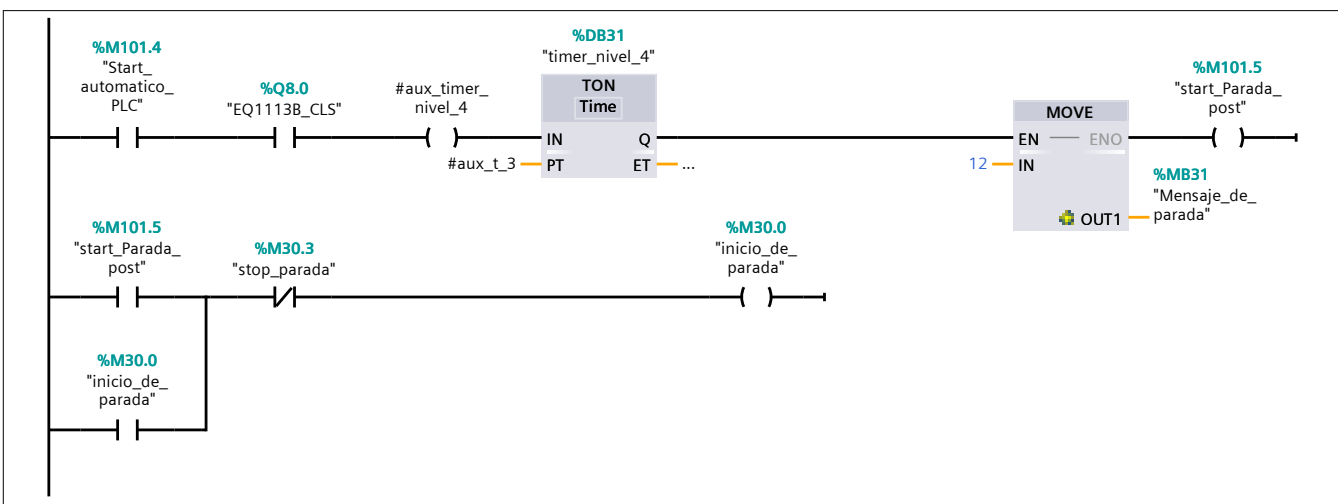 %M101.4
"Start_
automatico_
PLC"
%Q8.0
"EQ1113B_CLS"
#aux_timer_
nivel_4
%DB31
"timer_nivel_4"
TON
Time
IN
Q
#aux_t_3
PT
ET
...
MOVE
EN
ENO
12
IN
OUT1
%M101.5
"start_Parada_
post"
%MB31
"Mensaje_de_
parada"
%M101.5
"start_Parada_
post"
%M30.3
"stop_parada"
%M30.0
"inicio_de_
parada"
%M30.0
"inicio_de_
parada"